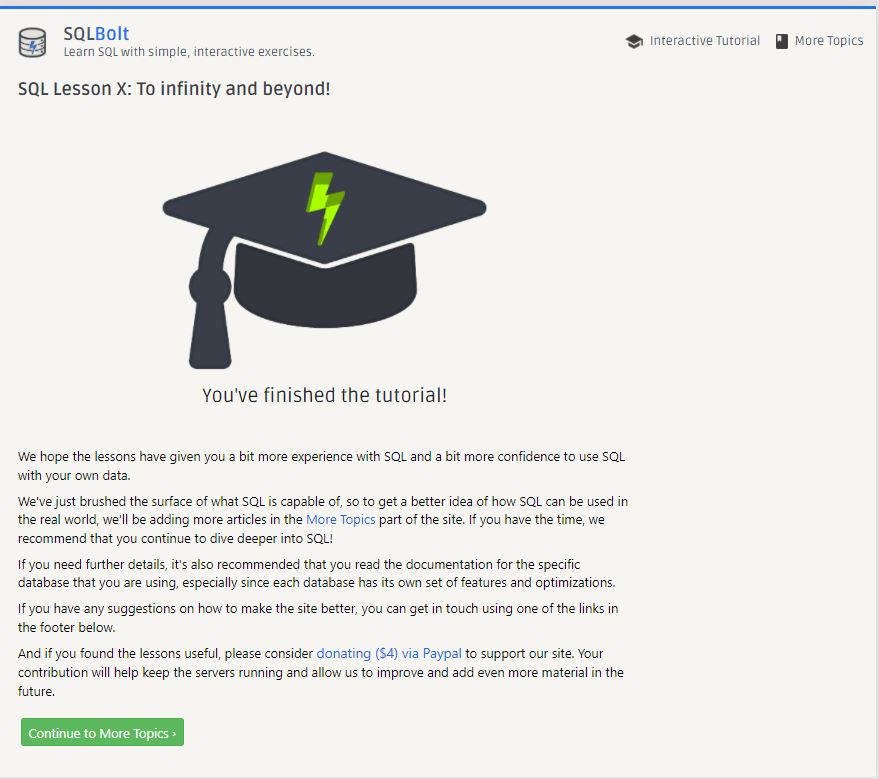 SQLBolt
Learn SQL with simple, interactive exercises.
Interactive Tutorial
More Topics
SQL Lesson X: To infinity and beyond!
You've finished the tutorial!
We hope the lessons have given you a bit more experience with SQL and a bit more confidence to use SQL
with your own data.
We've just brushed the surface of what SQL is capable of, so to get a better idea of how SQL can be used in
the real world, we'll be adding more articles in the More Topics part of the site. If you have the time, we
recommend that you continue to dive deeper into SQL!
If you need further details, it's also recommended that you read the documentation for the specific
database that you are using, especially since each database has its own set of features and optimizations.
If you have any suggestions on how to make the site better, you can get in touch using one of the links in
the footer below.
And if you found the lessons useful, please consider donating ($4) via Paypal to support our site. Your
contribution will help keep the servers running and allow us to improve and add even more material in the
future.
Continue to More Topics ›